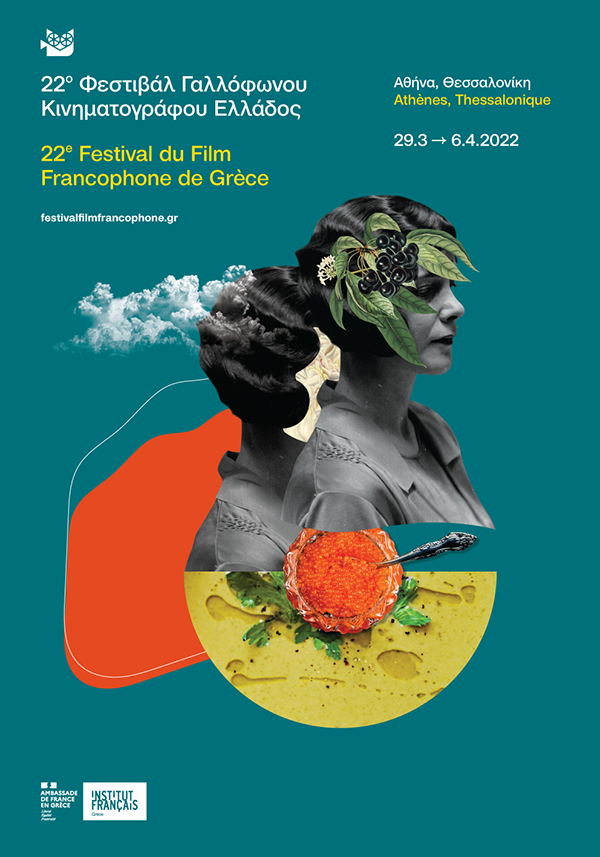 22ο Φεστιβάλ Γαλλόφωνου
Κινηματογράφου Ελλάδος
22e Festival du Film
Francophone de Grèce
festivalfilmfrancophone.gr
Αθήνα, Θεσσαλονίκη
Athènes, Thessalonique
29.3 → 6.4.2022
AMBASSADE
DE FRANCE
EN GRÈCE
Liberté
Égalité
Fraternité
INSTITUT
FRANÇAIS
Grèce